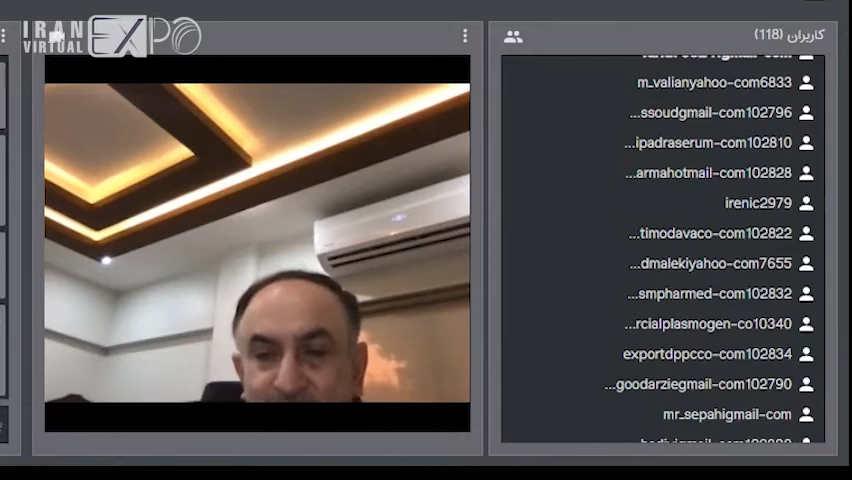 IRAN
VIRTUAL
EXPO
کاربران (118)
m_valianyahoo-com6833
...ssoudgmail-com102796
...ipadraserum-com102810
...armahotmail-com102828
irenic2979
...timodavaco-com102822
...dmalekiyahoo-com7655
...smpharmed-com102832
...rcialplasmogen-co10340
exportdppcco-com102834
...goodarziegmail-com102790
mr_sepahigmail-com